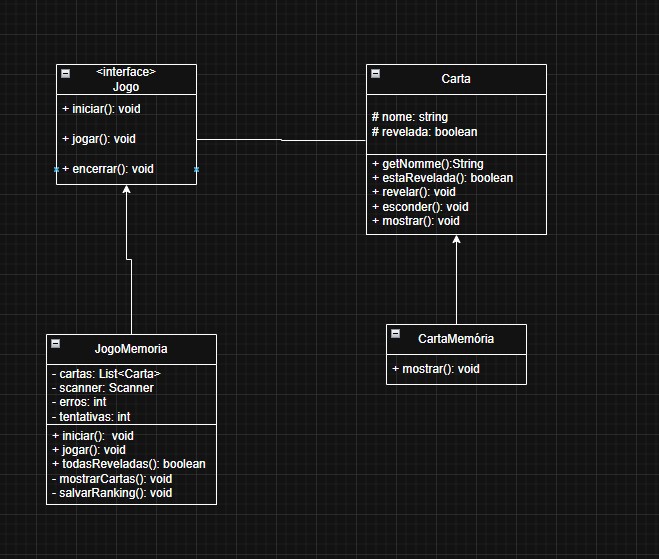 <interface>
Jogo
+ iniciar(): void
+ jogar(): void
+ encerrar(): void
Carta
# nome: string
# revelada: boolean
+ getNomme():String
+ estaRevelada(): boolean
+ revelar(): void
+ esconder(): void
+ mostrar(): void
JogoMemoria
- cartas: List<Carta>
- scanner: Scanner
- erros: int
- tentativas: int
+ iniciar():  void
+ jogar(): void
+ todasReveladas(): boolean
- mostrarCartas(): void
- salvarRanking(): void
CartaMemória
+ mostrar(): void